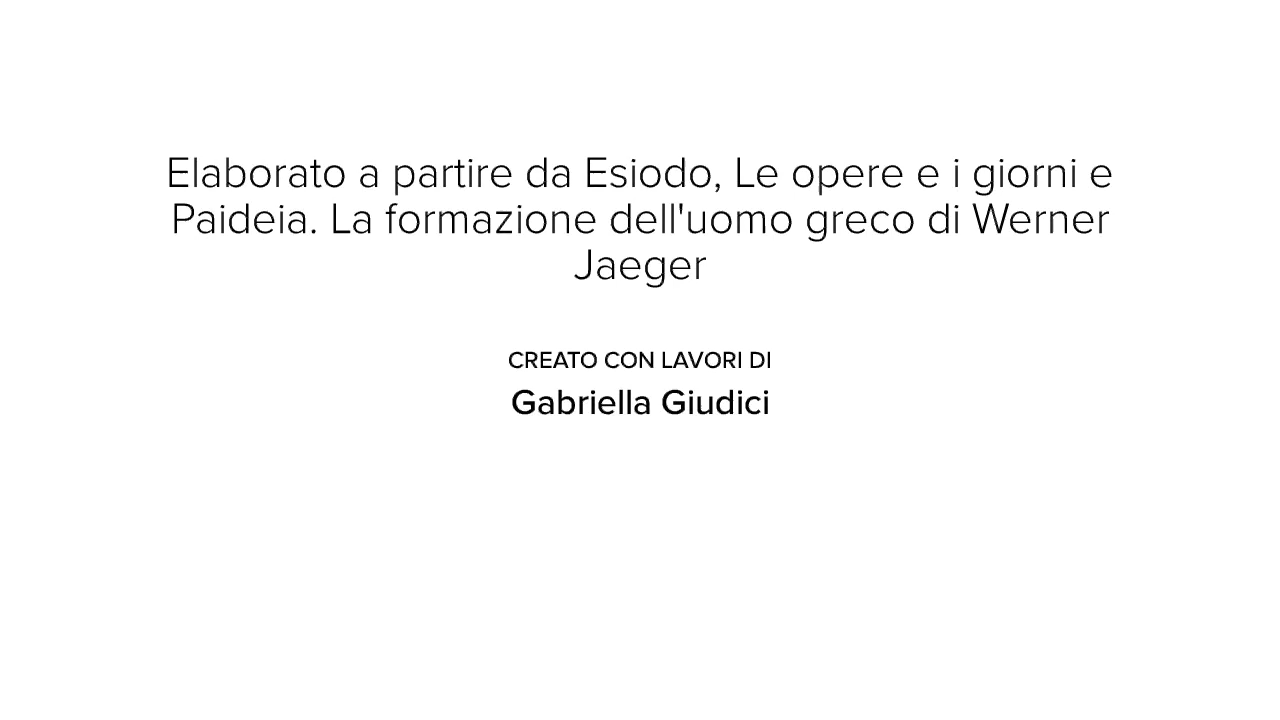 Elaborato a partire da Esiodo, Le opere e i giorni e
Paideia. La formazione dell'uomo greco di Werner
Jaeger
CREATO CON LAVORI DI
Gabriella Giudici